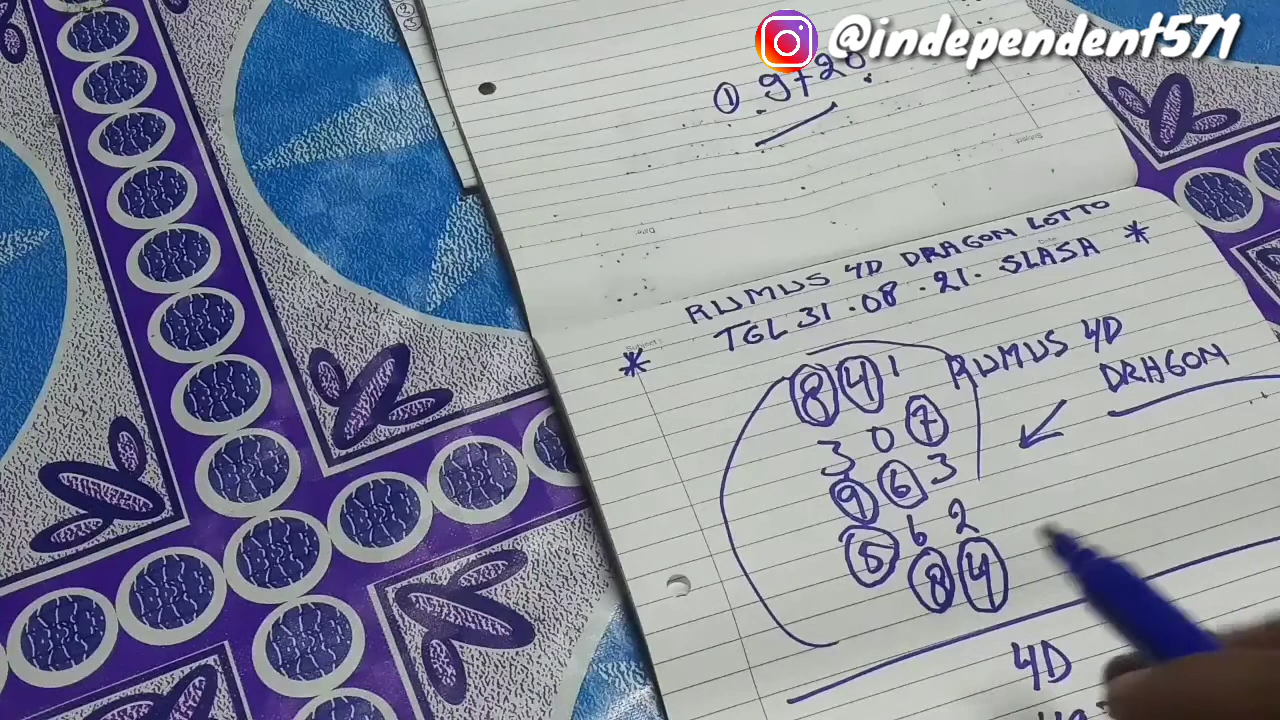 @independent571
① 9728
RUMUS 4D DRAGON LOTTO
TGL 31.08.21. SLASA
* *
8 4 1
RUMUS 4D
DRAGON
3 0 7
9 6 3
5 6 2
8 4
4D